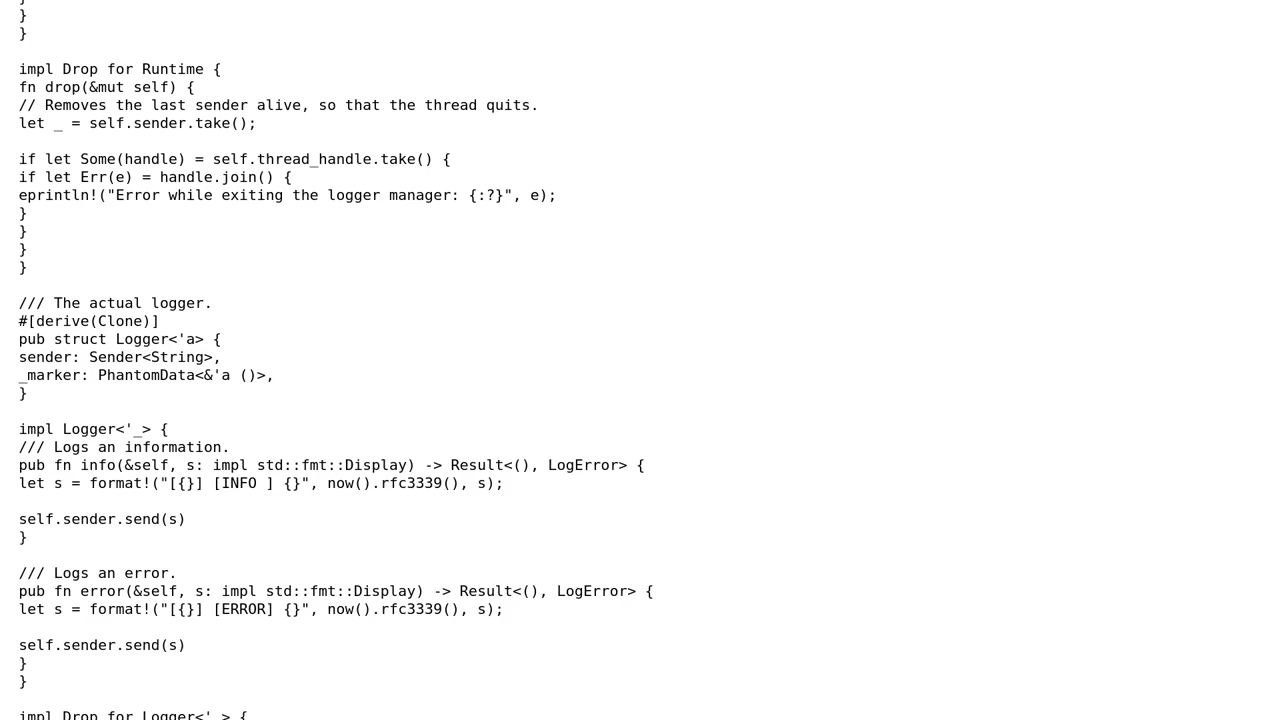 }
}
}
impl Drop for Runtime {
fn drop(&mut self) {
// Removes the last sender alive, so that the thread quits.
let _ = self.sender.take();
if let Some(handle) = self.thread_handle.take() {
if let Err(e) = handle.join() {
eprintln!("Error while exiting the logger manager: {:?}", e);
}
}
}
}
/// The actual logger.
#[derive(Clone)]
pub struct Logger<'a> {
sender: Sender<String>,
_marker: PhantomData<&'a ()>,
}
impl Logger<'_> {
/// Logs an information.
pub fn info(&self, s: impl std::fmt::Display) -> Result<(), LogError> {
let s = format!("[{}] [INFO ] {}", now().rfc3339(), s);
self.sender.send(s)
}
/// Logs an error.
pub fn error(&self, s: impl std::fmt::Display) -> Result<(), LogError> {
let s = format!("[{}] [ERROR] {}", now().rfc3339(), s);
self.sender.send(s)
}
}
impl Drop for Logger<'_> {